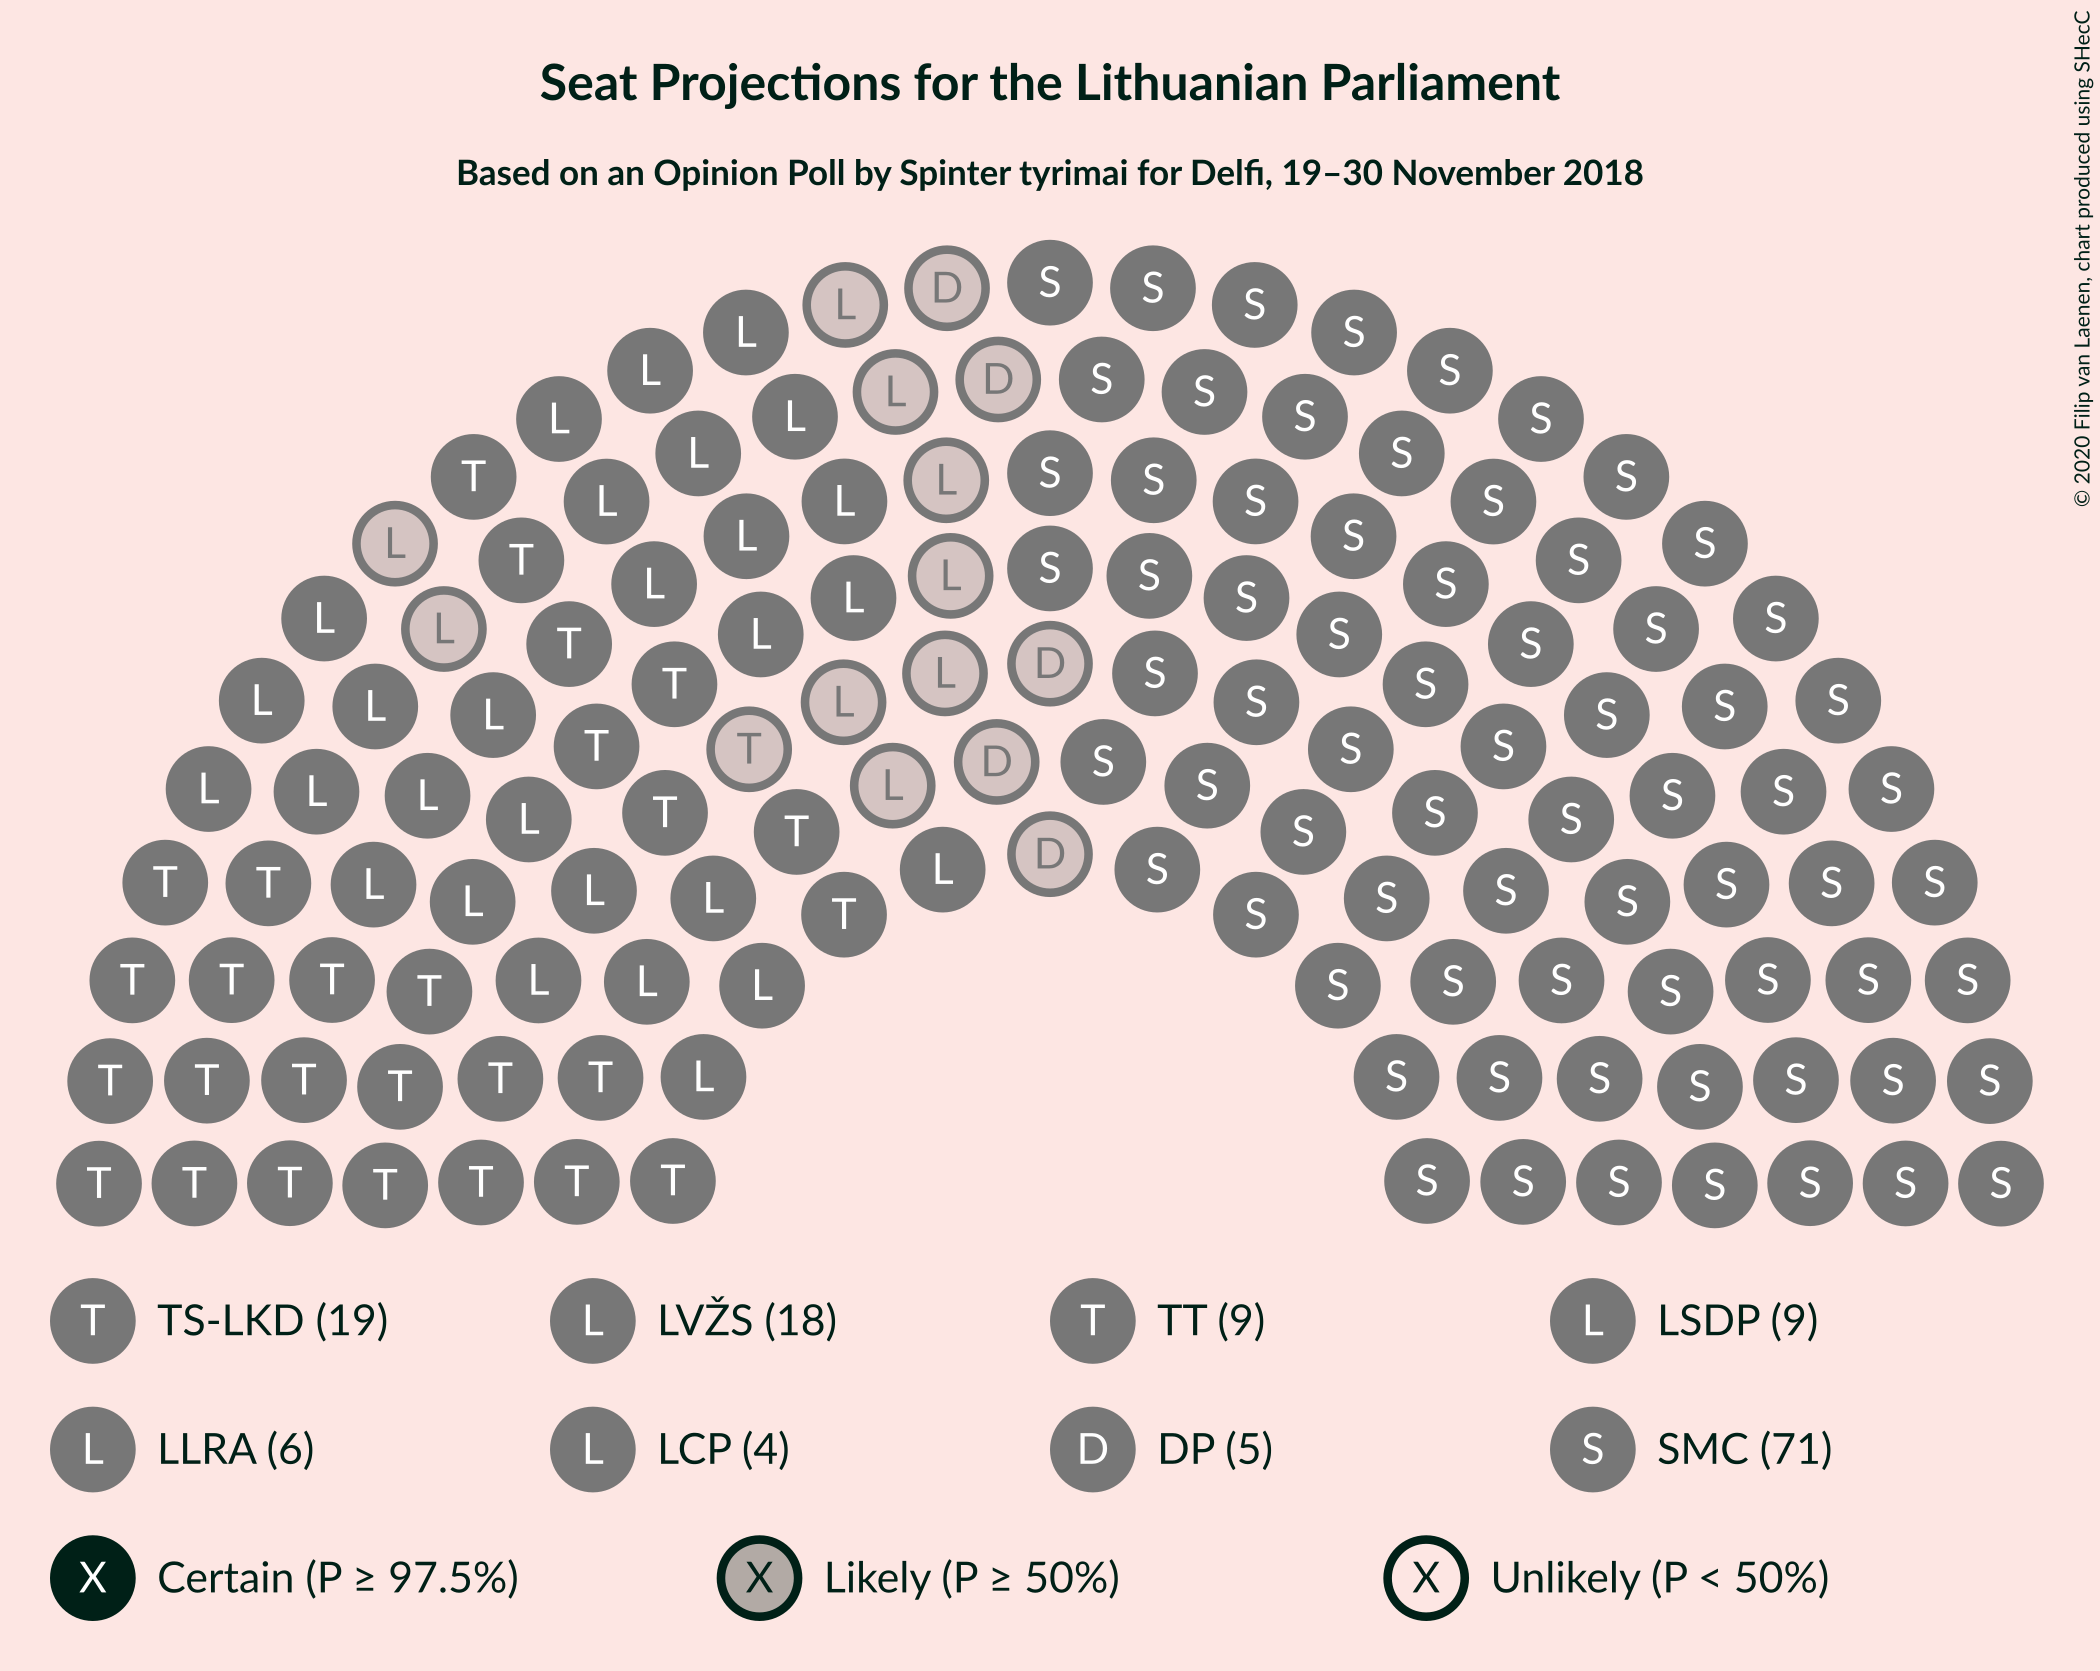 Seat Projections for the Lithuanian Parliament
Based on an Opinion Poll by Spinter tyrimai for Delfi, 19–30 November 2018
© 2020 Filip van Laenen, chart produced using SHecC
L D S S S
L S
L L D S S S
L S S
T L L L S S S S S
L T L L L S S S S S
L L T L L L S S S S S S
L L L T T L L D S S S S S S S
L L L L T T L L D S S S S S S S S
T T L L L L T T L D S S S S S S S S
T T T T L L L T S S S S S S S S
T T T T T T L S S S S S S S
T T T T T T T S S S S S S S
T TS-LKD (19) L LVŽS (18) T TT (9) L LSDP (9)
L LLRA (6) L LCP (4) D DP (5) S SMC (71)
X Certain (P ≥ 97.5%) X Likely (P ≥ 50%) X Unlikely (P < 50%)